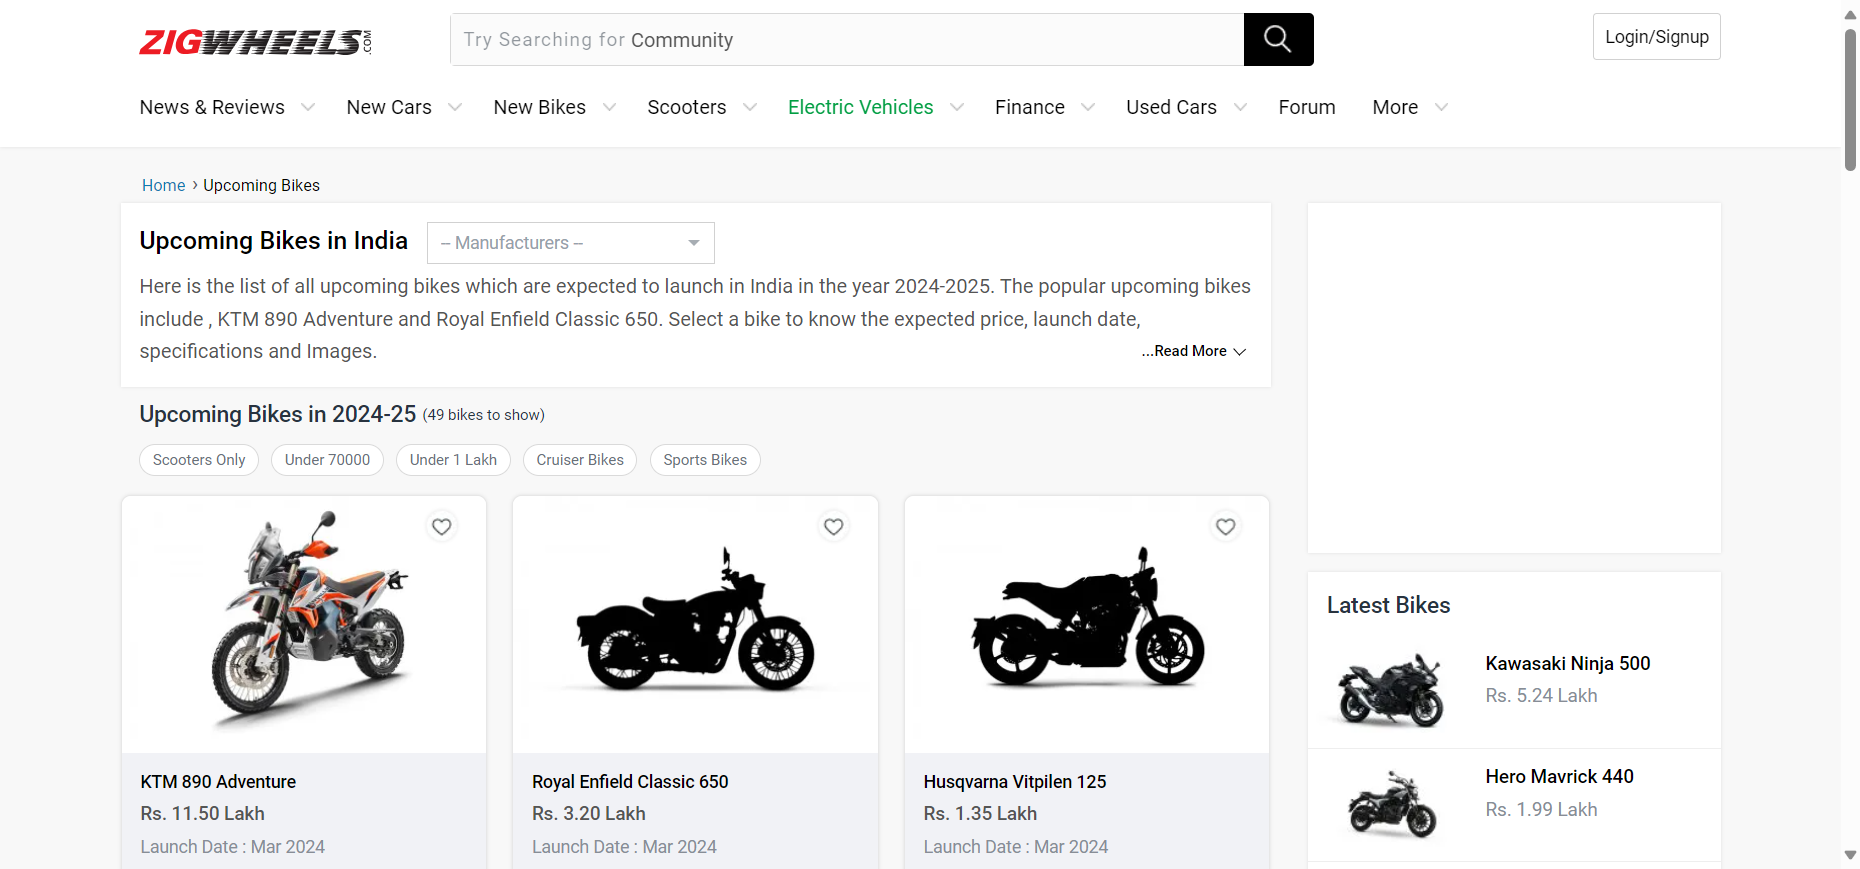 ZIGWHEELS.COM
Try Searching for Community
Login/Signup
News & Reviews New Cars New Bikes Scooters Electric Vehicles Finance Used Cars Forum More
Home › Upcoming Bikes
Upcoming Bikes in India
-- Manufacturers --
Here is the list of all upcoming bikes which are expected to launch in India in the year 2024-2025. The popular upcoming bikes
include , KTM 890 Adventure and Royal Enfield Classic 650. Select a bike to know the expected price, launch date,
specifications and Images.
...Read More
Upcoming Bikes in 2024-25 (49 bikes to show)
Scooters Only Under 70000 Under 1 Lakh Cruiser Bikes Sports Bikes
KTM 890 Adventure
Rs. 11.50 Lakh
Launch Date : Mar 2024
Royal Enfield Classic 650
Rs. 3.20 Lakh
Launch Date : Mar 2024
Husqvarna Vitpilen 125
Rs. 1.35 Lakh
Launch Date : Mar 2024
Latest Bikes
Kawasaki Ninja 500
Rs. 5.24 Lakh
Hero Mavrick 440
Rs. 1.99 Lakh